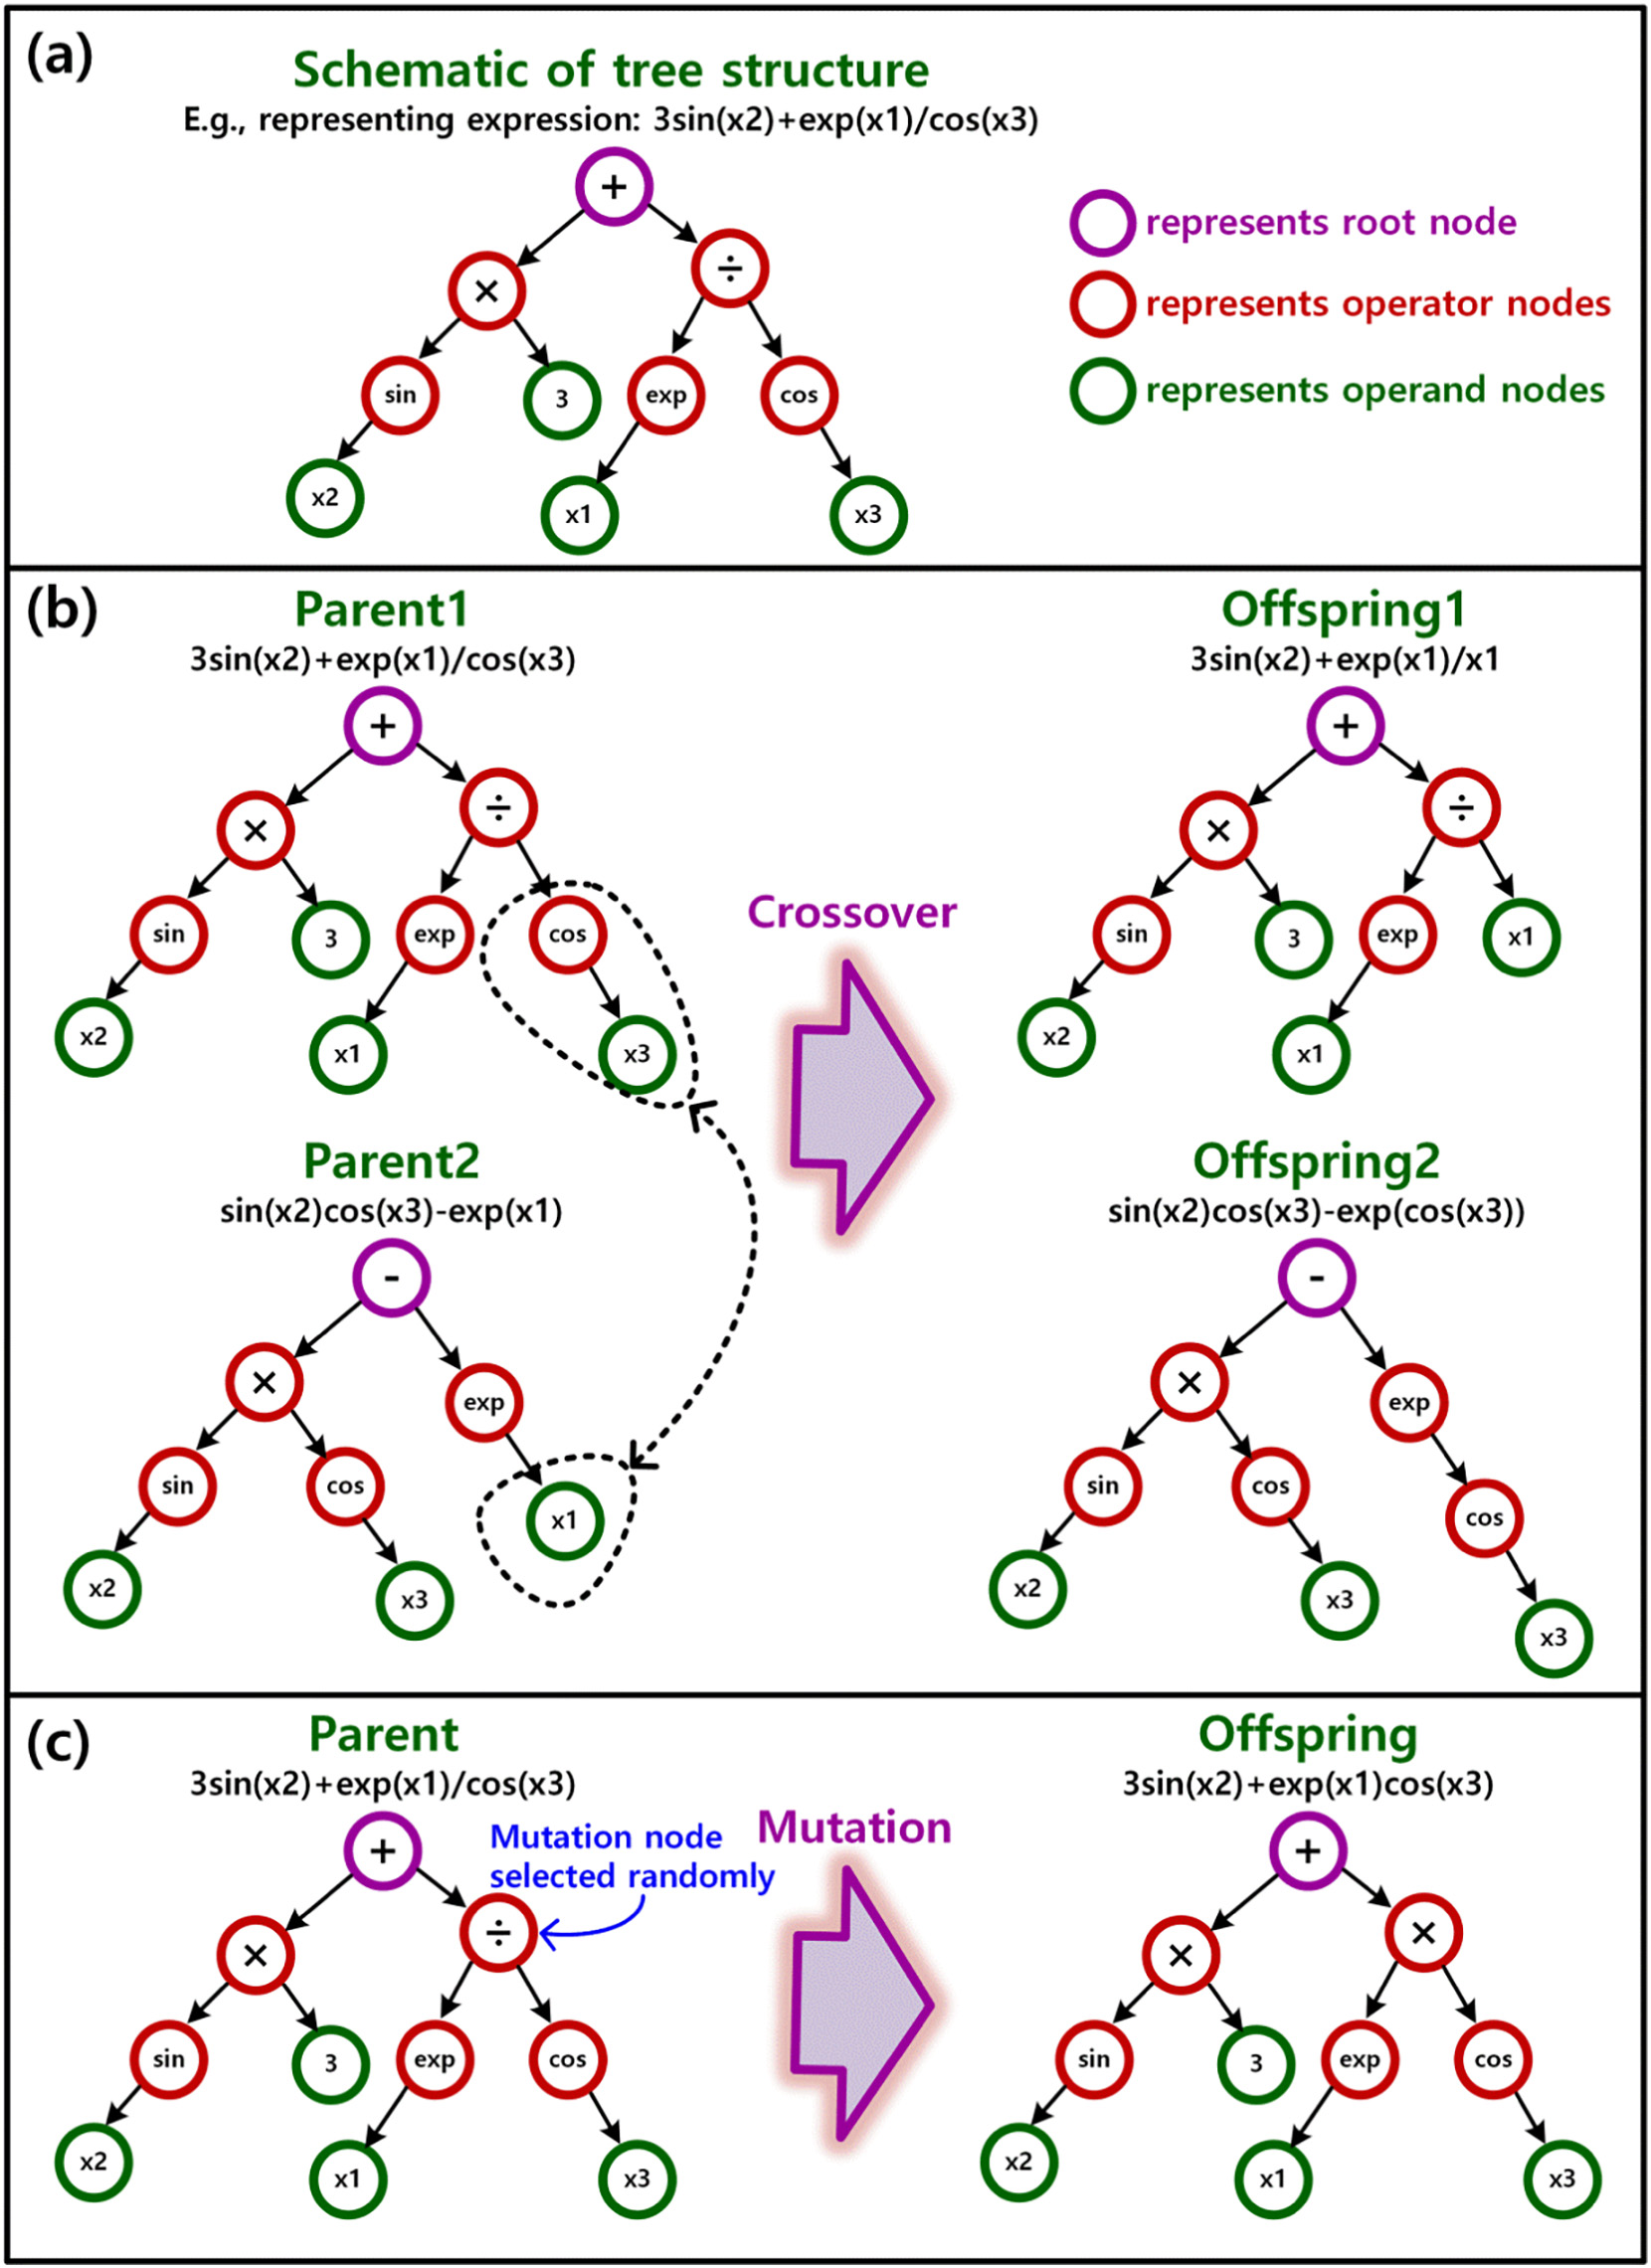 (a)
Schematic of tree structure
E.g., representing expression: 3sin(x2)+exp(x1)/cos(x3)
+
× ÷
sin 3 exp cos
x2 x1 x3
represents root node
represents operator nodes
represents operand nodes
(b)
Parent1
3sin(x2)+exp(x1)/cos(x3)
+
× ÷
sin 3 exp cos
x2 x1 x3
Parent2
sin(x2)cos(x3)-exp(x1)
-
× exp
sin cos x1
x2 x3
Crossover
Offspring1
3sin(x2)+exp(x1)/x1
+
× ÷
sin 3 exp x1
x2 x1
Offspring2
sin(x2)cos(x3)-exp(cos(x3))
-
× exp
sin cos cos
x2 x3 x3
(c)
Parent
3sin(x2)+exp(x1)/cos(x3)
+
Mutation node
selected randomly
× ÷
sin 3 exp cos
x2 x1 x3
Mutation
Offspring
3sin(x2)+exp(x1)cos(x3)
+
× ×
sin 3 exp cos
x2 x1 x3